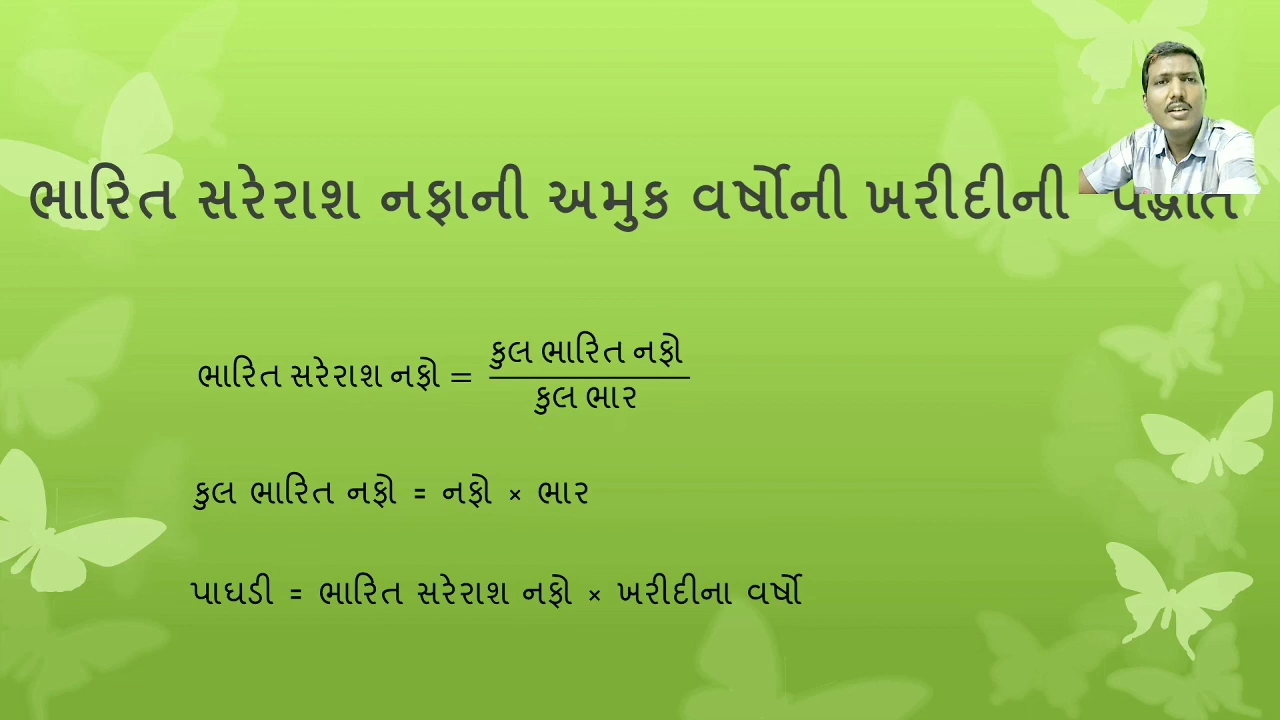 ભારિત સરેરાશ નફાની અમુક વર્ષોની ખરીદીની પદ્ધતિ
ભારિત સરેરાશ નફો = કુલ ભારિત નફો / કુલ ભાર
કુલ ભારિત નફો = નફો × ભાર
પાઘડી = ભારિત સરેરાશ નફો × ખરીદીના વર્ષો